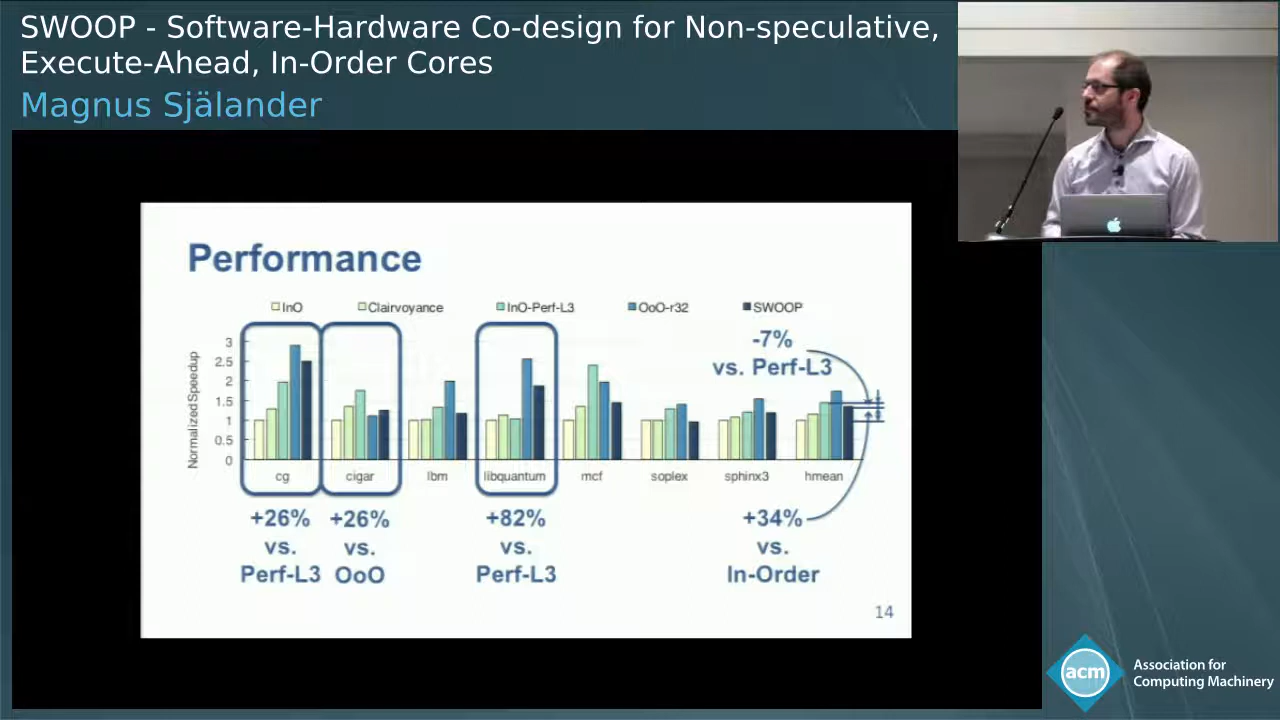 SWOOP - Software-Hardware Co-design for Non-speculative,
Execute-Ahead, In-Order Cores
Magnus Själander
Performance
InO Clairvoyance InO-Perf-L3 OoO-r32 SWOOP
-7%
vs. Perf-L3
Normalized Speedup
3
2.5
2
1.5
1
0.5
0
cg cigar lbm libquantum mcf soplex sphinx3 hmean
+26% +26% +82% +34%
vs. vs. vs. vs.
Perf-L3 OoO Perf-L3 In-Order
14
acm
Association for
Computing Machinery